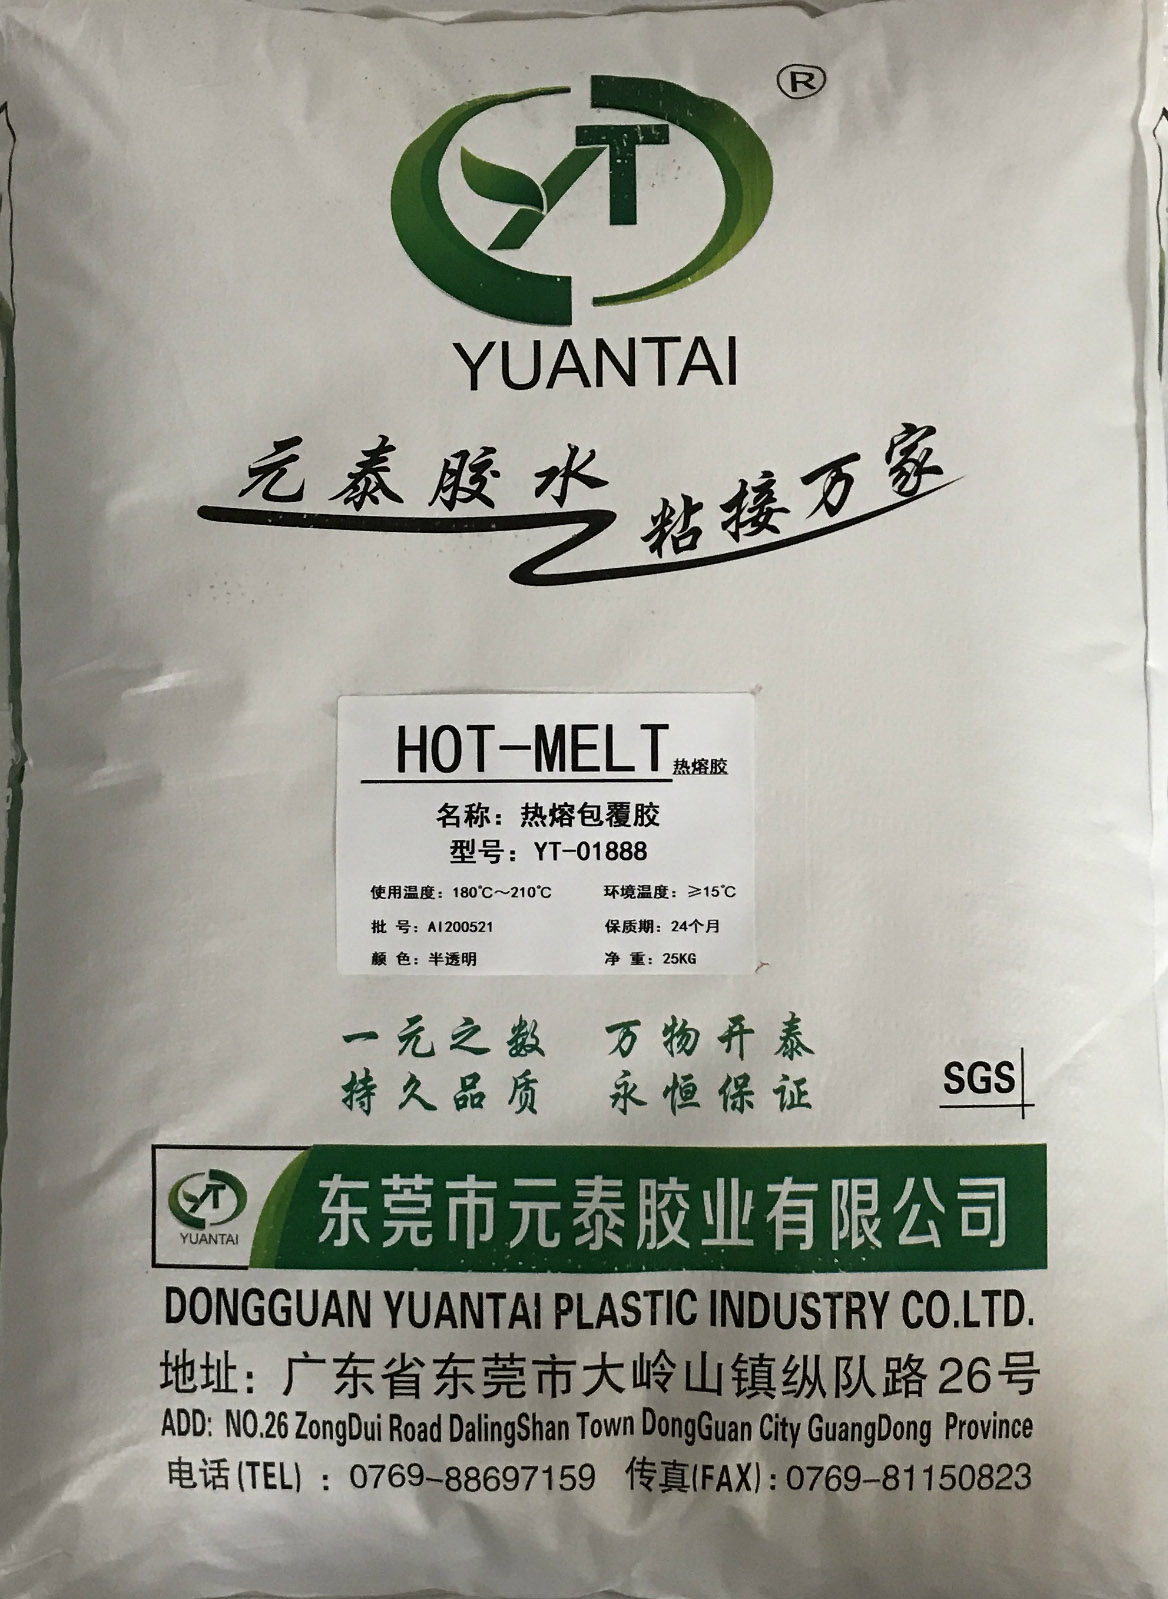 ®
YT
YUANTAI
元泰胶水
粘接万家
HOT-MELT热熔胶
名称：热熔包覆胶
型号：YT-01888
使用温度：180℃～210℃ 环境温度：≥15℃
批 号：AI200521 保质期：24个月
颜 色：半透明 净 重：25KG
一元之数 万物开泰
持久品质 永恒保证
SGS
YT
YUANTAI
东莞市元泰胶业有限公司
DONGGUAN YUANTAI PLASTIC INDUSTRY CO.LTD.
地址：广东省东莞市大岭山镇纵队路26号
ADD: NO.26 ZongDui Road DalingShan Town DongGuan City GuangDong Province
电话(TEL)：0769-88697159 传真(FAX)：0769-81150823